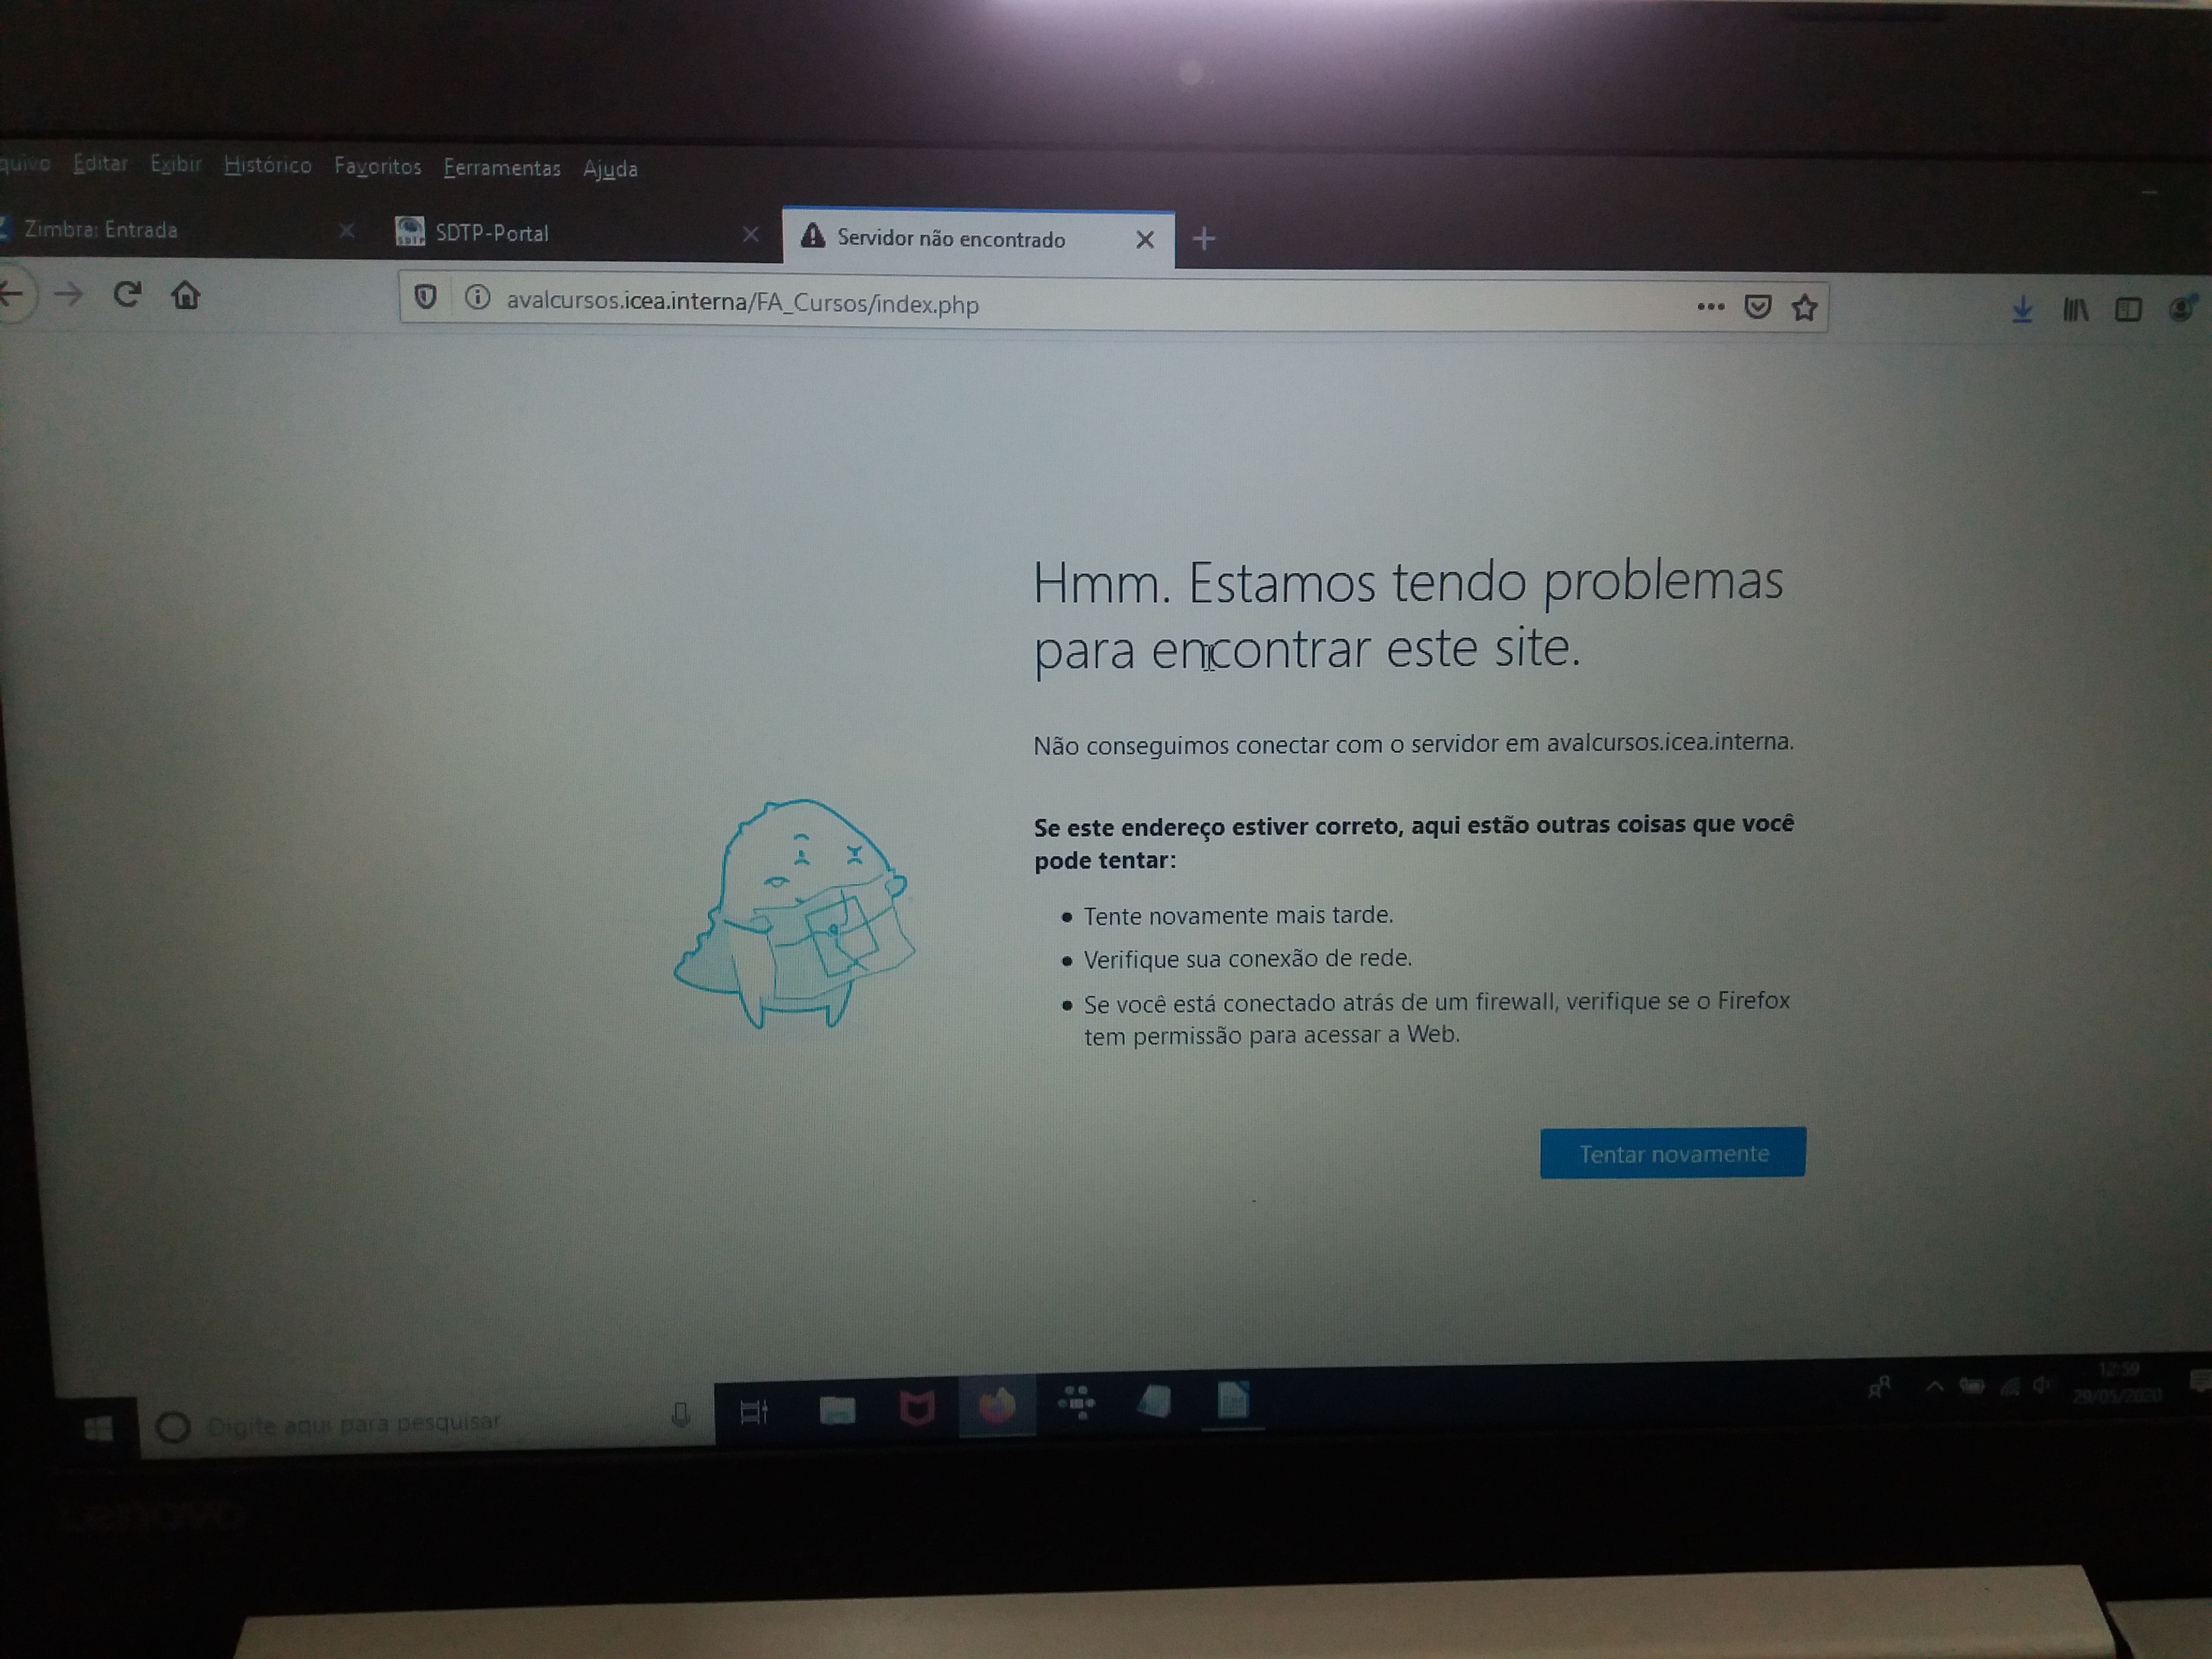 quivo Editar Exibir Histórico Favoritos Ferramentas Ajuda
Zimbra: Entrada SDTP-Portal Servidor não encontrado
avalcursos.icea.interna/FA_Cursos/index.php
Hmm. Estamos tendo problemas
para encontrar este site.
Não conseguimos conectar com o servidor em avalcursos.icea.interna.
Se este endereço estiver correto, aqui estão outras coisas que você
pode tentar:
Tente novamente mais tarde.
Verifique sua conexão de rede.
Se você está conectado atrás de um firewall, verifique se o Firefox
tem permissão para acessar a Web.
Tentar novamente
Digite aqui para pesquisar
12:59
29/05/2020
Lenovo